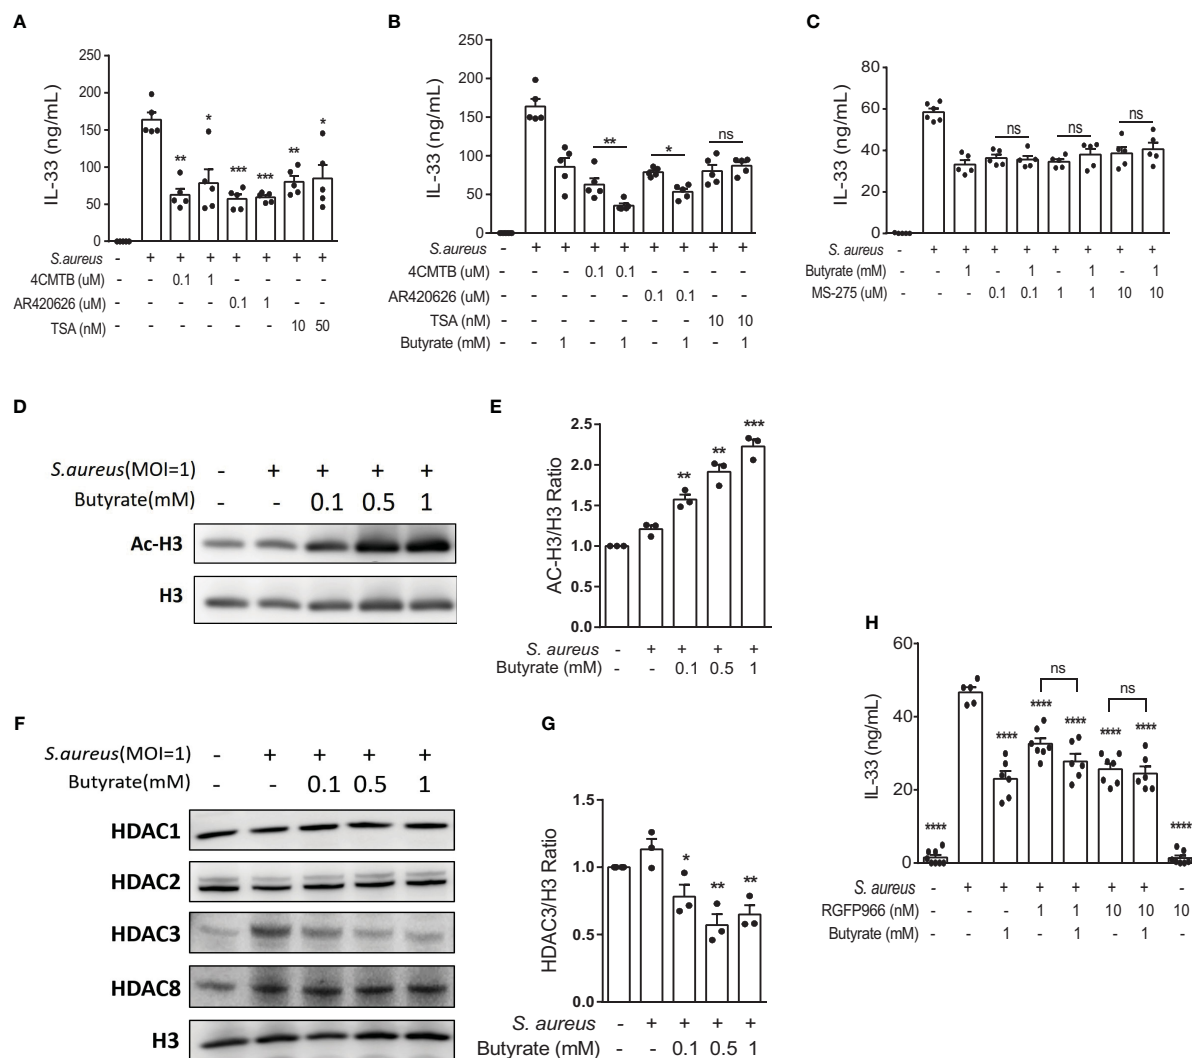 A
IL-33 (ng/mL)
250
200
150
100
50
0
** * *** *** ** *
S.aureus - + + + + + + +
4CMTB (uM) - - 0.1 1 - - - -
AR420626 (uM) - - - - 0.1 1 - -
TSA (nM) - - - - - - 10 50
B
IL-33 (ng/mL)
250
200
150
100
50
0
** * ns
S.aureus - + + + + + + + +
4CMTB (uM) - - - 0.1 0.1 - - - -
AR420626 (uM) - - - - - 0.1 0.1 - -
TSA (nM) - - - - - - - 10 10
Butyrate (mM) - - 1 - 1 - 1 - 1
C
IL-33 (ng/mL)
80
60
40
20
0
ns ns ns
S.aureus - + + + + + + + +
Butyrate (mM) - - 1 - 1 - 1 - 1
MS-275 (uM) - - - 0.1 0.1 1 1 10 10
D
S.aureus(MOI=1) - + + + +
Butyrate(mM) - - 0.1 0.5 1
Ac-H3
H3
E
AC-H3/H3 Ratio
2.5
2.0
1.5
1.0
0.5
0.0
** ** ***
S. aureus - + + + +
Butyrate (mM) - - 0.1 0.5 1
F
S.aureus(MOI=1) - + + + +
Butyrate(mM) - - 0.1 0.5 1
HDAC1
HDAC2
HDAC3
HDAC8
H3
G
HDAC3/H3 Ratio
1.5
1.0
0.5
0.0
* ** **
S. aureus - + + + +
Butyrate (mM) - - 0.1 0.5 1
H
IL-33 (ng/mL)
60
40
20
0
ns ns
**** **** **** **** **** **** ****
S. aureus - + + + + + + -
RGFP966 (nM) - - - 1 1 10 10 10
Butyrate (mM) - - 1 - 1 - 1 -